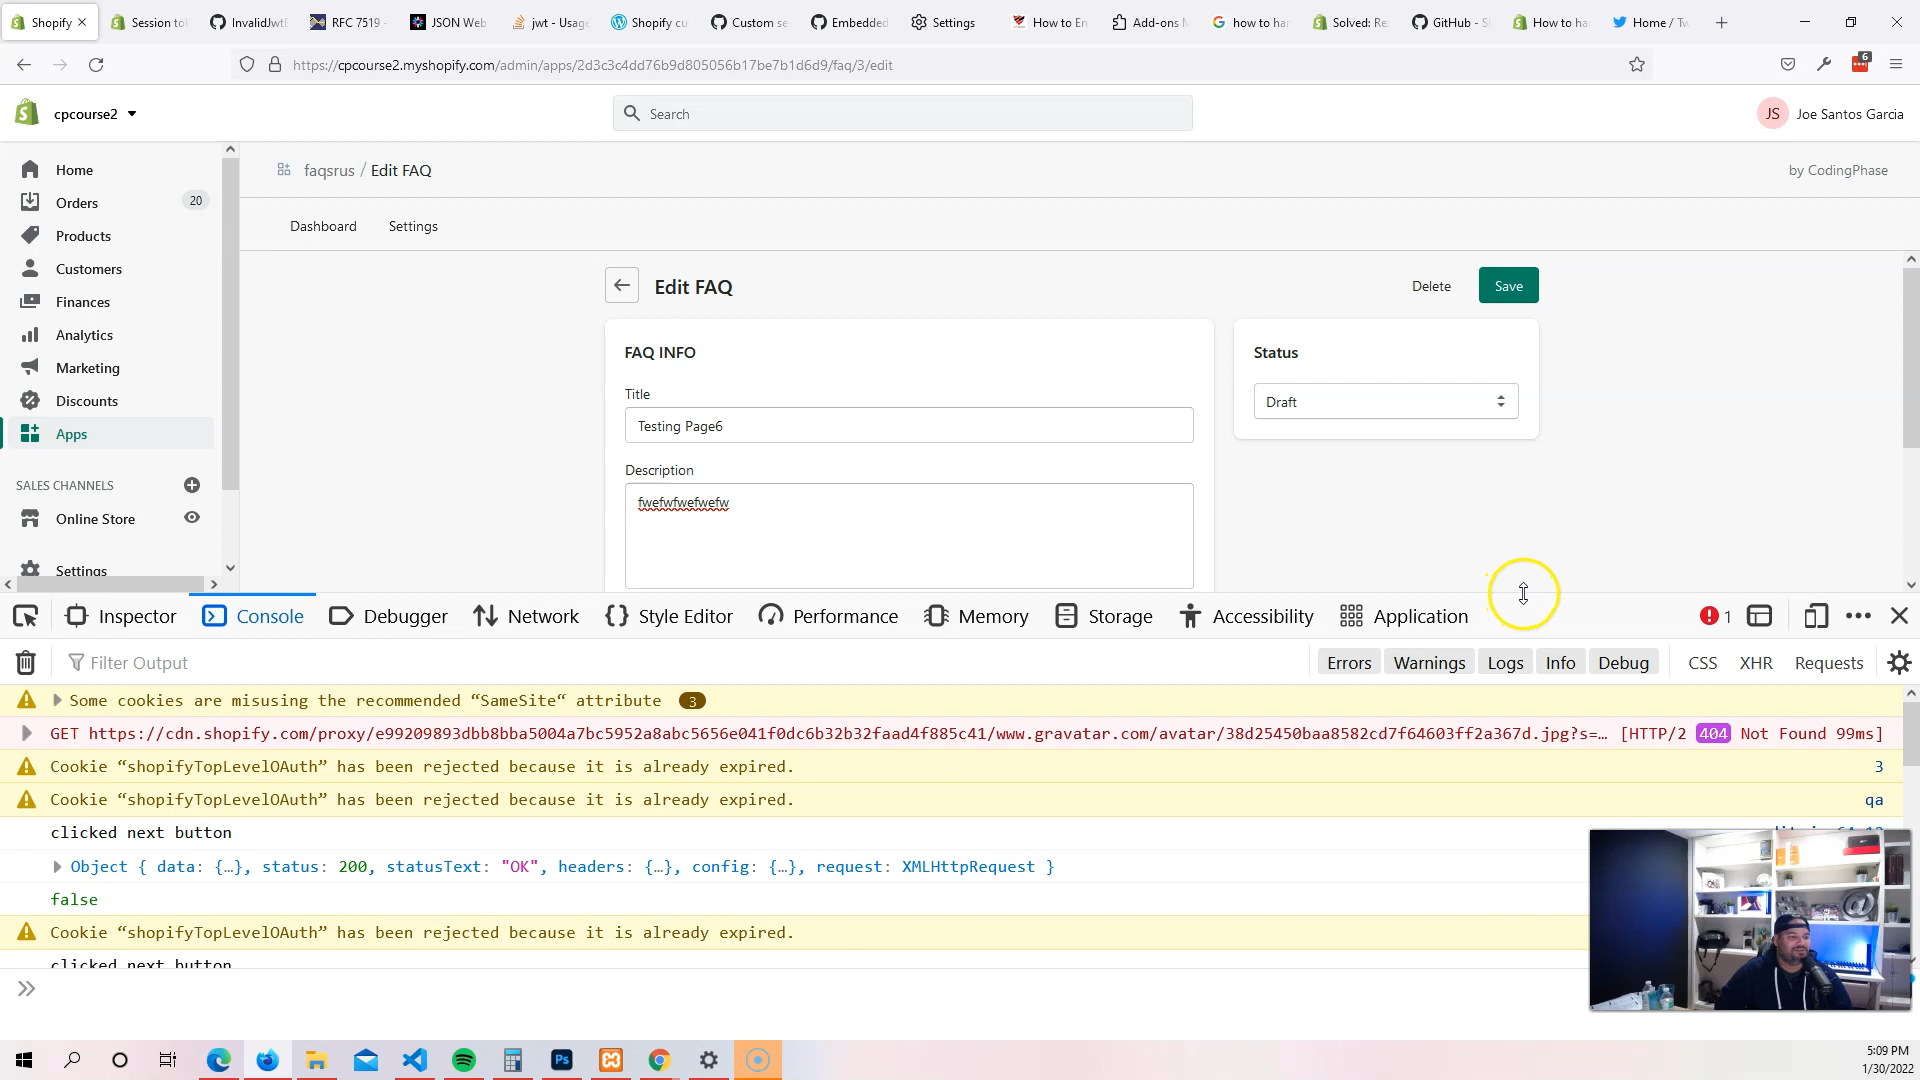 Shopify
Session to
InvalidJwtE
RFC 7519 -
JSON Web
jwt - Usage
Shopify cu
Custom se
Embedded
Settings
How to En
Add-ons M
how to har
Solved: Re
GitHub - S
How to ha
Home / Tw
https://cpcourse2.myshopify.com/admin/apps/2d3c3c4dd76b9d805056b17be7b1d6d9/faq/3/edit
6
cpcourse2
Search
JS Joe Santos Garcia
Home
Orders 20
Products
Customers
Finances
Analytics
Marketing
Discounts
Apps
SALES CHANNELS
Online Store
Settings
faqsrus / Edit FAQ
by CodingPhase
Dashboard Settings
Edit FAQ
Delete Save
FAQ INFO
Title
Testing Page6
Description
fwefwfwefwefw
Status
Draft
Inspector Console Debugger Network Style Editor Performance Memory Storage Accessibility Application 1
Filter Output Errors Warnings Logs Info Debug CSS XHR Requests
Some cookies are misusing the recommended “SameSite“ attribute 3
GET https://cdn.shopify.com/proxy/e99209893dbb8bba5004a7bc5952a8abc5656e041f0dc6b32b32faad4f885c41/www.gravatar.com/avatar/38d25450baa8582cd7f64603ff2a367d.jpg?s=… [HTTP/2 404 Not Found 99ms]
Cookie “shopifyTopLevelOAuth” has been rejected because it is already expired. 3
Cookie “shopifyTopLevelOAuth” has been rejected because it is already expired. qa
clicked next button
Object { data: {…}, status: 200, statusText: "OK", headers: {…}, config: {…}, request: XMLHttpRequest }
false
Cookie “shopifyTopLevelOAuth” has been rejected because it is already expired.
clicked next button
Ps
5:09 PM
1/30/2022